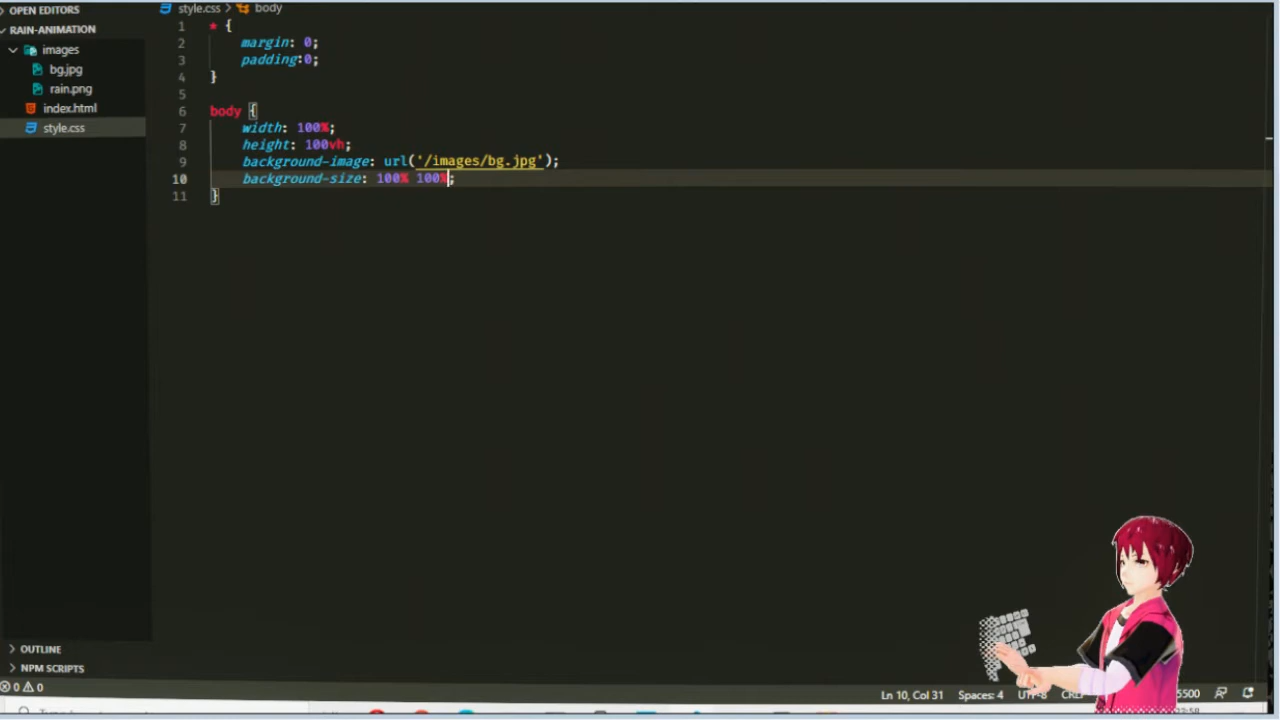 OPEN EDITORS
RAIN-ANIMATION
images
bg.jpg
rain.png
index.html
style.css
OUTLINE
NPM SCRIPTS
style.css > body
1 * {
2 margin: 0;
3 padding:0;
4 }
5
6 body {
7 width: 100%;
8 height: 100vh;
9 background-image: url('/images/bg.jpg');
10 background-size: 100% 100%;
11 }
0 0
Ln 10, Col 31 Spaces: 4 UTF-8 5500